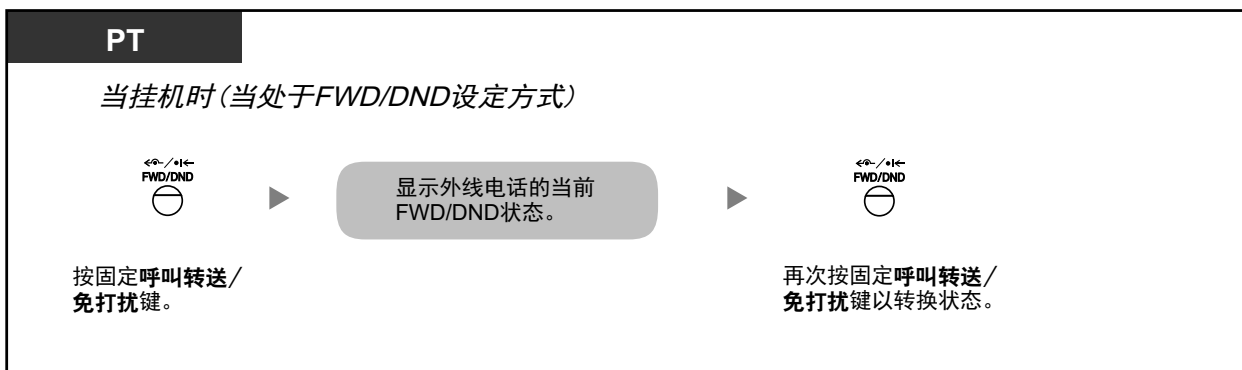 PT
当挂机时（当处于FWD/DND设定方式）
FWD/DND
显示外线电话的当前
FWD/DND状态。
FWD/DND
按固定呼叫转送/
免打扰键。
再次按固定呼叫转送/
免打扰键以转换状态。